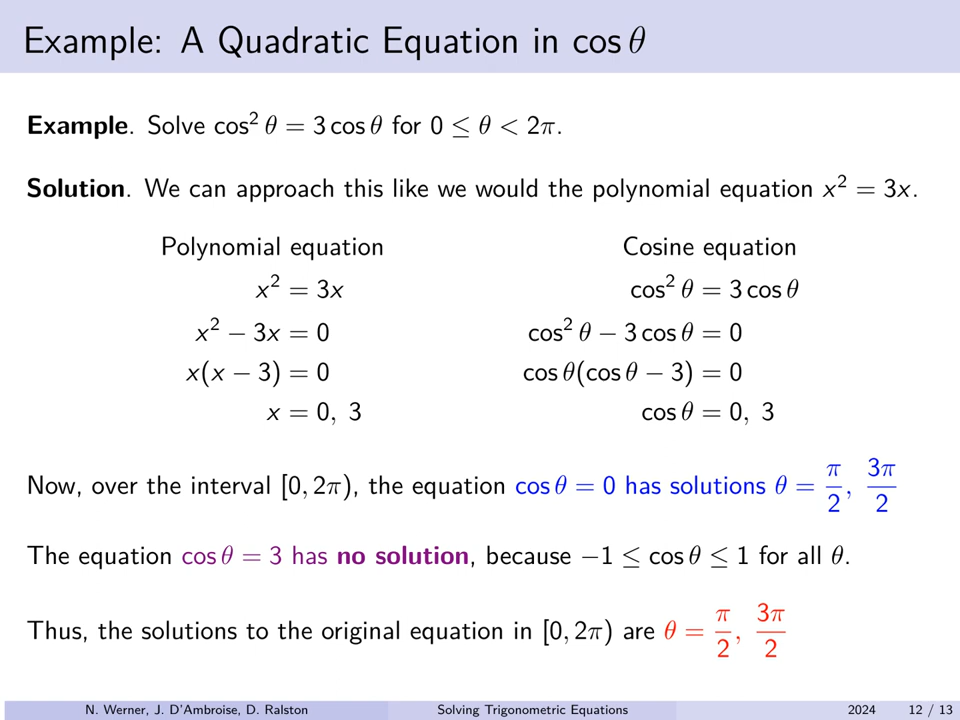 Example: A Quadratic Equation in cos θ
Example. Solve cos² θ = 3 cos θ for 0 ≤ θ < 2π.
Solution. We can approach this like we would the polynomial equation x² = 3x.
Polynomial equation Cosine equation
x² = 3x cos² θ = 3 cos θ
x² − 3x = 0 cos² θ − 3 cos θ = 0
x(x − 3) = 0 cos θ(cos θ − 3) = 0
x = 0, 3 cos θ = 0, 3
Now, over the interval [0, 2π), the equation cos θ = 0 has solutions θ = π/2, 3π/2
The equation cos θ = 3 has no solution, because −1 ≤ cos θ ≤ 1 for all θ.
Thus, the solutions to the original equation in [0, 2π) are θ = π/2, 3π/2
N. Werner, J. D'Ambroise, D. Ralston Solving Trigonometric Equations 2024 12 / 13